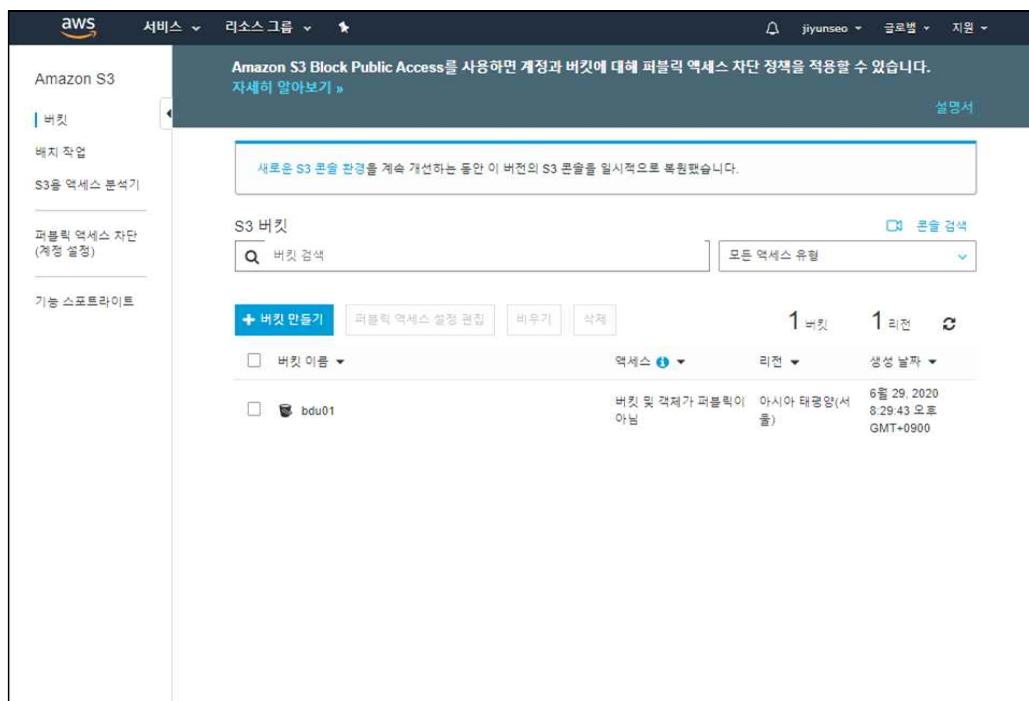 aws 서비스 리소스 그룹 jiyunseo 글로벌 지원
Amazon S3
버킷
배치 작업
S3용 액세스 분석기
퍼블릭 액세스 차단
(계정 설정)
기능 스포트라이트
Amazon S3 Block Public Access를 사용하면 계정과 버킷에 대해 퍼블릭 액세스 차단 정책을 적용할 수 있습니다.
자세히 알아보기 »
설명서
새로운 S3 콘솔 환경을 계속 개선하는 동안 이 버전의 S3 콘솔을 일시적으로 복원했습니다.
S3 버킷 콘솔 검색
버킷 검색 모든 액세스 유형
버킷 만들기 퍼블릭 액세스 설정 편집 비우기 삭제 1 버킷 1 리전
버킷 이름 액세스 리전 생성 날짜
bdu01 버킷 및 객체가 퍼블릭이 아시아 태평양(서 6월 29, 2020
아님 울) 8:29:43 오후
GMT+0900